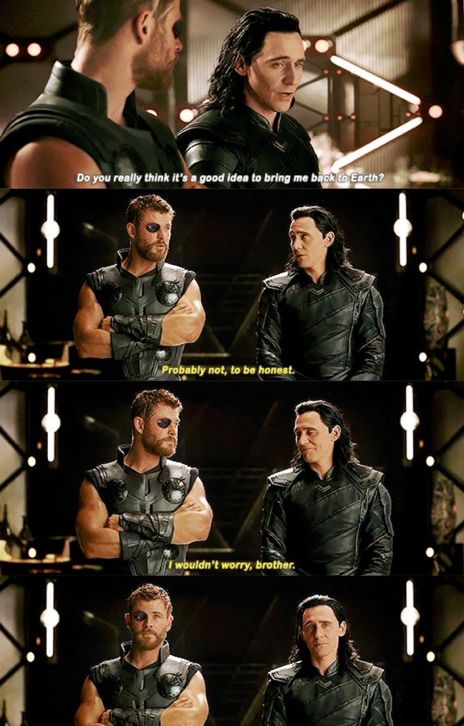 Do you really think it's a good idea to bring me back to Earth?
Probably not, to be honest.
I wouldn't worry, brother.